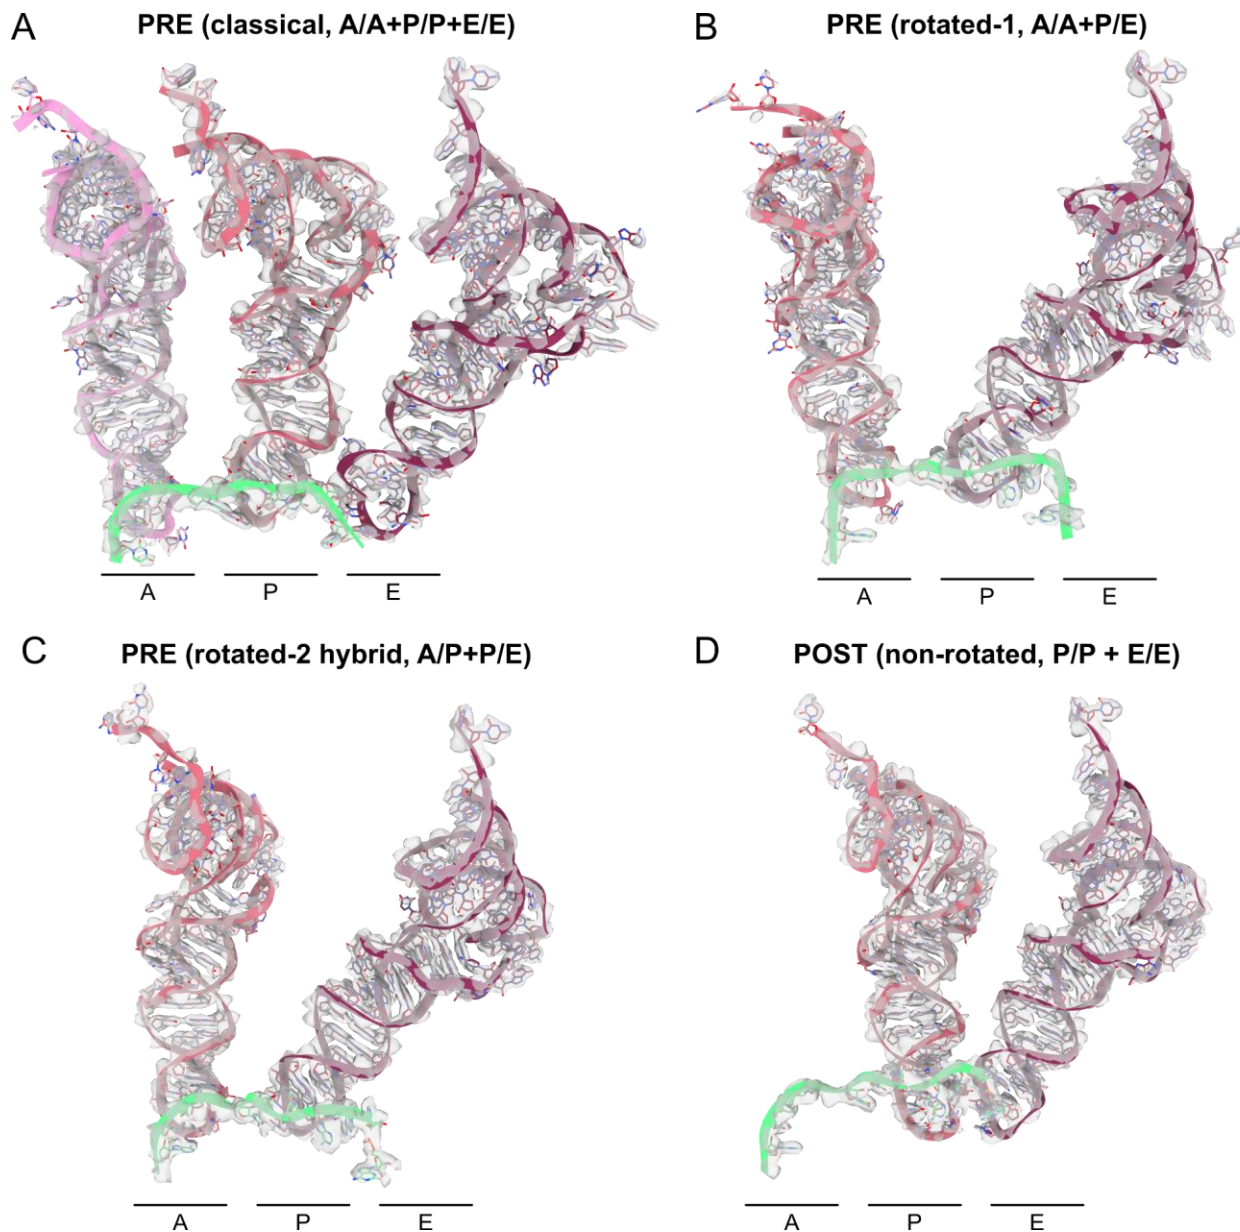 A PRE (classical, A/A+P/P+E/E)
B PRE (rotated-1, A/A+P/E)
A P E
A P E
C PRE (rotated-2 hybrid, A/P+P/E)
D POST (non-rotated, P/P + E/E)
A P E
A P E